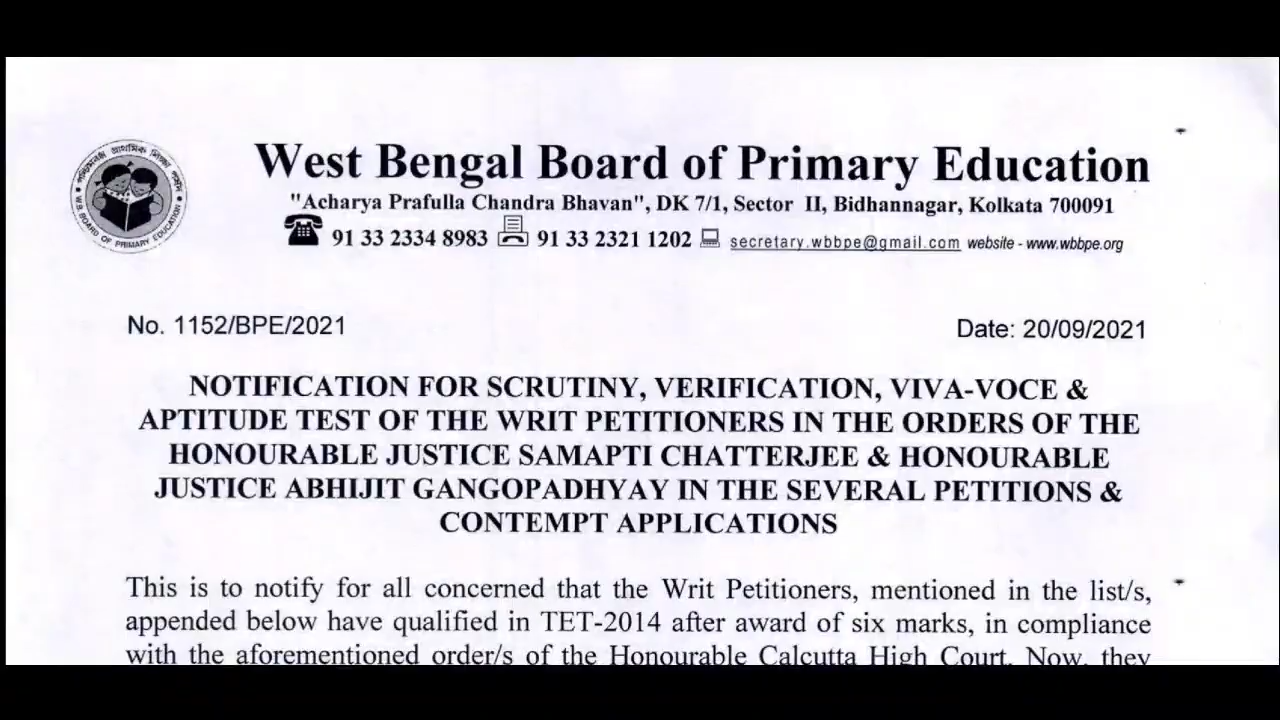 West Bengal Board of Primary Education
"Acharya Prafulla Chandra Bhavan", DK 7/1, Sector II, Bidhannagar, Kolkata 700091
91 33 2334 8983 91 33 2321 1202 secretary.wbbpe@gmail.com website - www.wbbpe.org
W.B. BOARD OF PRIMARY EDUCATION
No. 1152/BPE/2021
Date: 20/09/2021
NOTIFICATION FOR SCRUTINY, VERIFICATION, VIVA-VOCE &
APTITUDE TEST OF THE WRIT PETITIONERS IN THE ORDERS OF THE
HONOURABLE JUSTICE SAMAPTI CHATTERJEE & HONOURABLE
JUSTICE ABHIJIT GANGOPADHYAY IN THE SEVERAL PETITIONS &
CONTEMPT APPLICATIONS
This is to notify for all concerned that the Writ Petitioners, mentioned in the list/s,
appended below have qualified in TET-2014 after award of six marks, in compliance
with the aforementioned order/s of the Honourable Calcutta High Court. Now, they